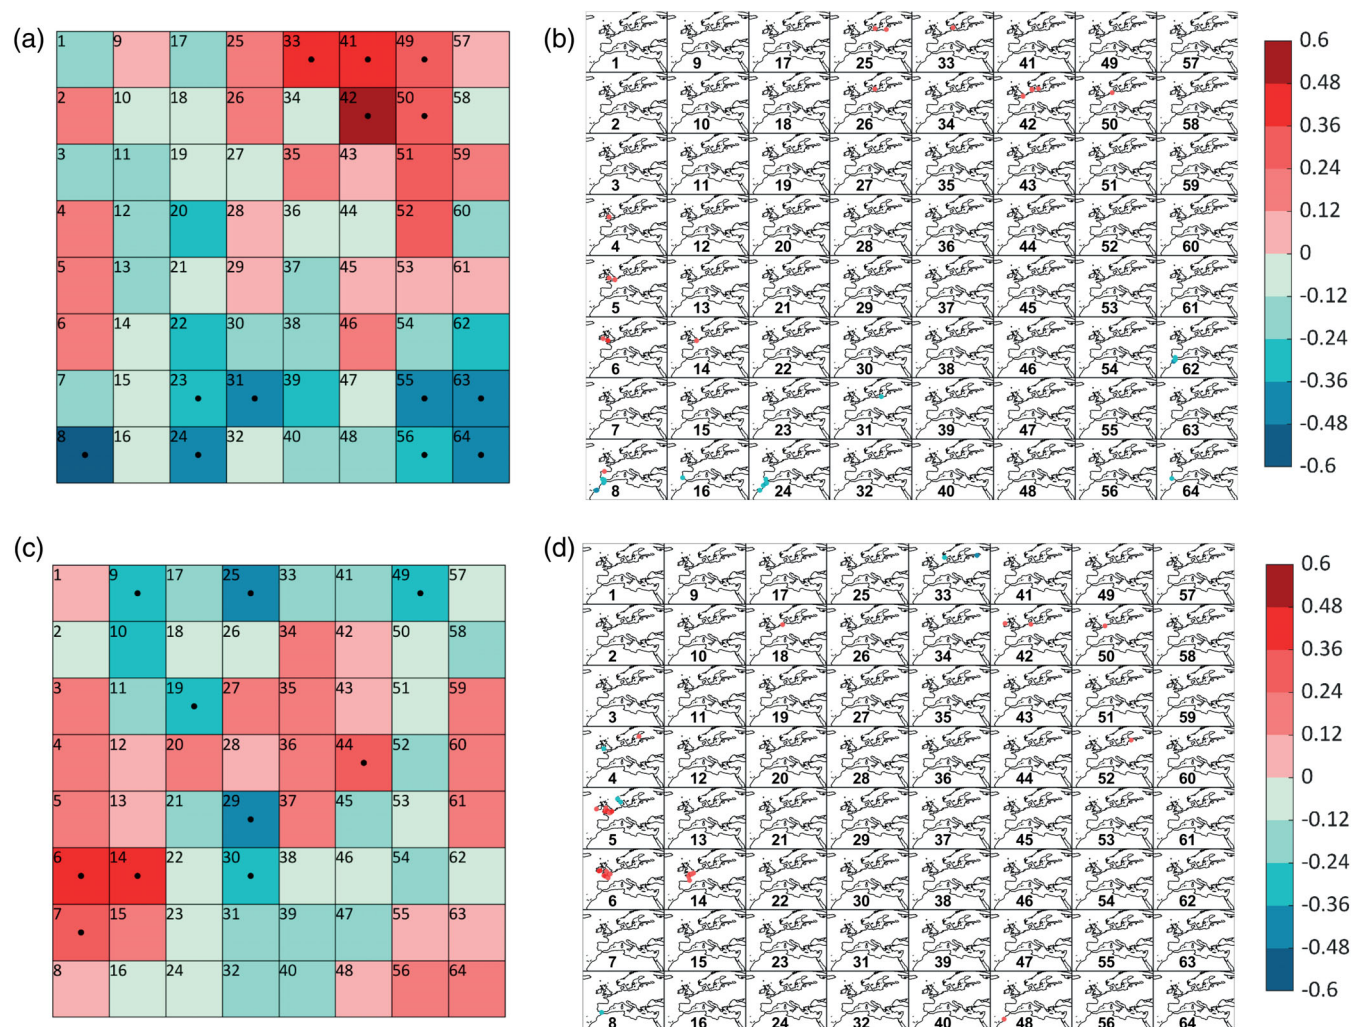 (a)
1 9 17 25 33 41 49 57
2 10 18 26 34 42 50 58
3 11 19 27 35 43 51 59
4 12 20 28 36 44 52 60
5 13 21 29 37 45 53 61
6 14 22 30 38 46 54 62
7 15 23 31 39 47 55 63
8 16 24 32 40 48 56 64
(b)
1 9 17 25 33 41 49 57
2 10 18 26 34 42 50 58
3 11 19 27 35 43 51 59
4 12 20 28 36 44 52 60
5 13 21 29 37 45 53 61
6 14 22 30 38 46 54 62
7 15 23 31 39 47 55 63
8 16 24 32 40 48 56 64
0.6
0.48
0.36
0.24
0.12
0
-0.12
-0.24
-0.36
-0.48
-0.6
(c)
1 9 17 25 33 41 49 57
2 10 18 26 34 42 50 58
3 11 19 27 35 43 51 59
4 12 20 28 36 44 52 60
5 13 21 29 37 45 53 61
6 14 22 30 38 46 54 62
7 15 23 31 39 47 55 63
8 16 24 32 40 48 56 64
(d)
1 9 17 25 33 41 49 57
2 10 18 26 34 42 50 58
3 11 19 27 35 43 51 59
4 12 20 28 36 44 52 60
5 13 21 29 37 45 53 61
6 14 22 30 38 46 54 62
7 15 23 31 39 47 55 63
8 16 24 32 40 48 56 64
0.6
0.48
0.36
0.24
0.12
0
-0.12
-0.24
-0.36
-0.48
-0.6